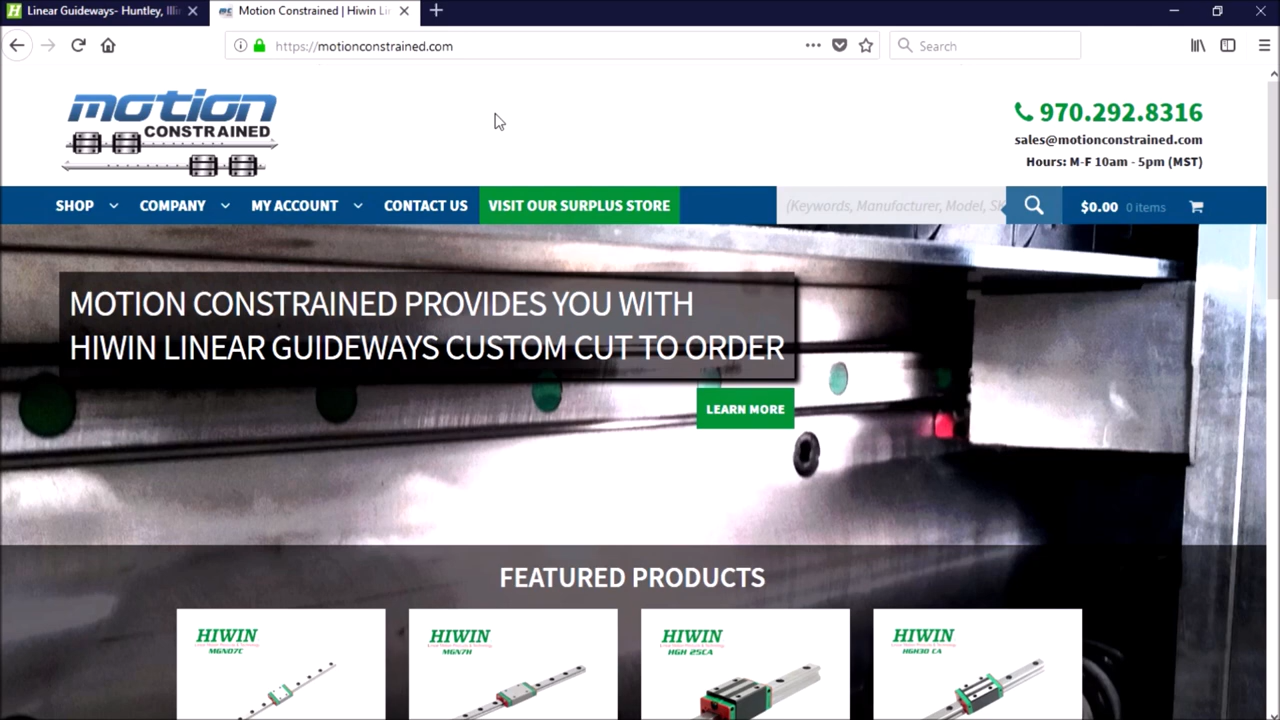 Linear Guideways- Huntley, Illin
Motion Constrained | Hiwin Lin
https://motionconstrained.com
Search
motion
CONSTRAINED
970.292.8316
sales@motionconstrained.com
Hours: M-F 10am - 5pm (MST)
SHOP
COMPANY
MY ACCOUNT
CONTACT US
VISIT OUR SURPLUS STORE
(Keywords, Manufacturer, Model, SK
$0.00 0 items
MOTION CONSTRAINED PROVIDES YOU WITH
HIWIN LINEAR GUIDEWAYS CUSTOM CUT TO ORDER
LEARN MORE
FEATURED PRODUCTS
HIWIN
MGN07C
HIWIN
MGN7H
HIWIN
HGH 25CA
HIWIN
HGH30 CA